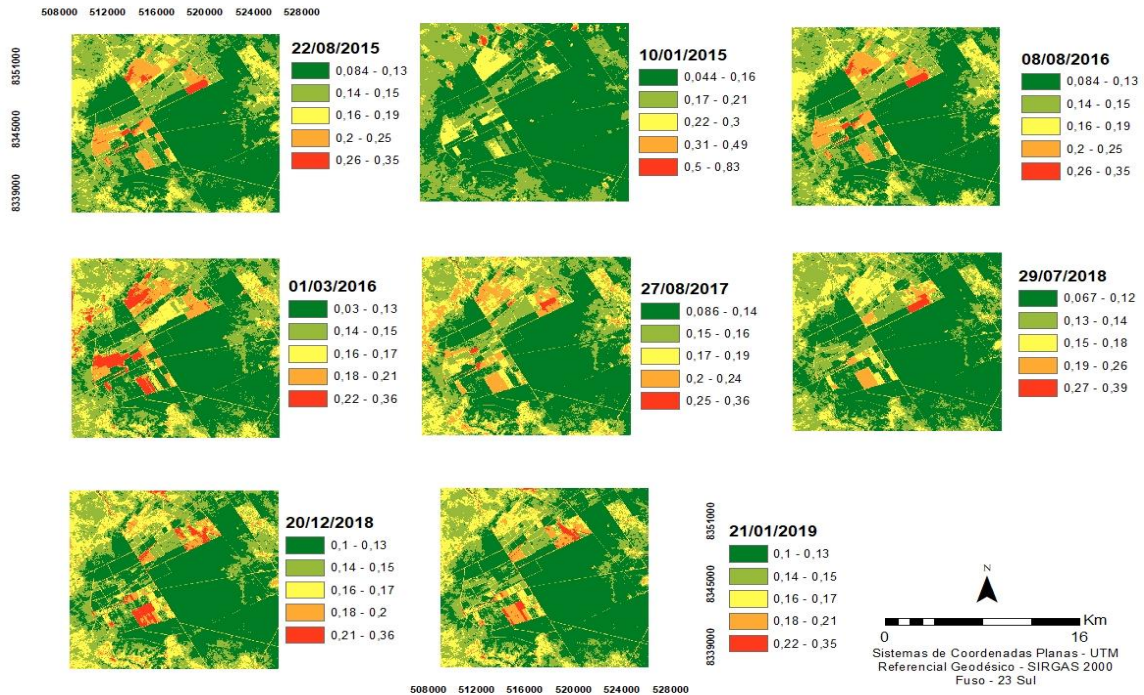 508000 512000 516000 520000 524000 528000
8351000
8345000
8339000
22/08/2015
0,084 - 0,13
0,14 - 0,15
0,16 - 0,19
0,2 - 0,25
0,26 - 0,35
10/01/2015
0,044 - 0,16
0,17 - 0,21
0,22 - 0,3
0,31 - 0,49
0,5 - 0,83
08/08/2016
0,084 - 0,13
0,14 - 0,15
0,16 - 0,19
0,2 - 0,25
0,26 - 0,35
01/03/2016
0,03 - 0,13
0,14 - 0,15
0,16 - 0,17
0,18 - 0,21
0,22 - 0,36
27/08/2017
0,086 - 0,14
0,15 - 0,16
0,17 - 0,19
0,2 - 0,24
0,25 - 0,36
29/07/2018
0,067 - 0,12
0,13 - 0,14
0,15 - 0,18
0,19 - 0,26
0,27 - 0,39
20/12/2018
0,1 - 0,13
0,14 - 0,15
0,16 - 0,17
0,18 - 0,2
0,21 - 0,36
8351000
8345000
8339000
21/01/2019
0,1 - 0,13
0,14 - 0,15
0,16 - 0,17
0,18 - 0,21
0,22 - 0,35
N
Km
0 16
Sistemas de Coordenadas Planas - UTM
Referencial Geodésico - SIRGAS 2000
Fuso - 23 Sul
508000 512000 516000 520000 524000 528000